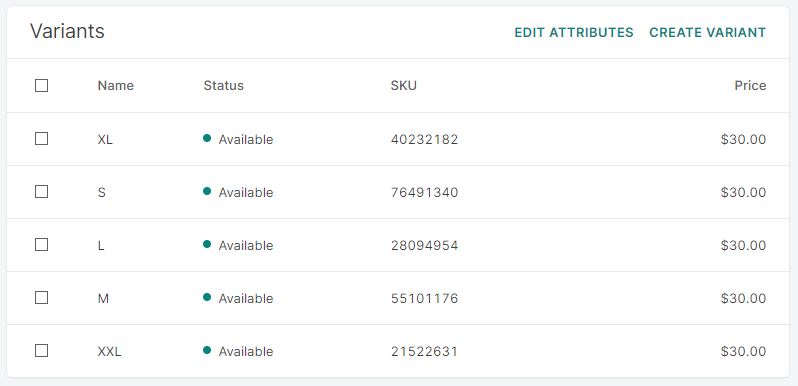 Variants EDIT ATTRIBUTES CREATE VARIANT
Name Status SKU Price
XL Available 40232182 $30.00
S Available 76491340 $30.00
L Available 28094954 $30.00
M Available 55101176 $30.00
XXL Available 21522631 $30.00